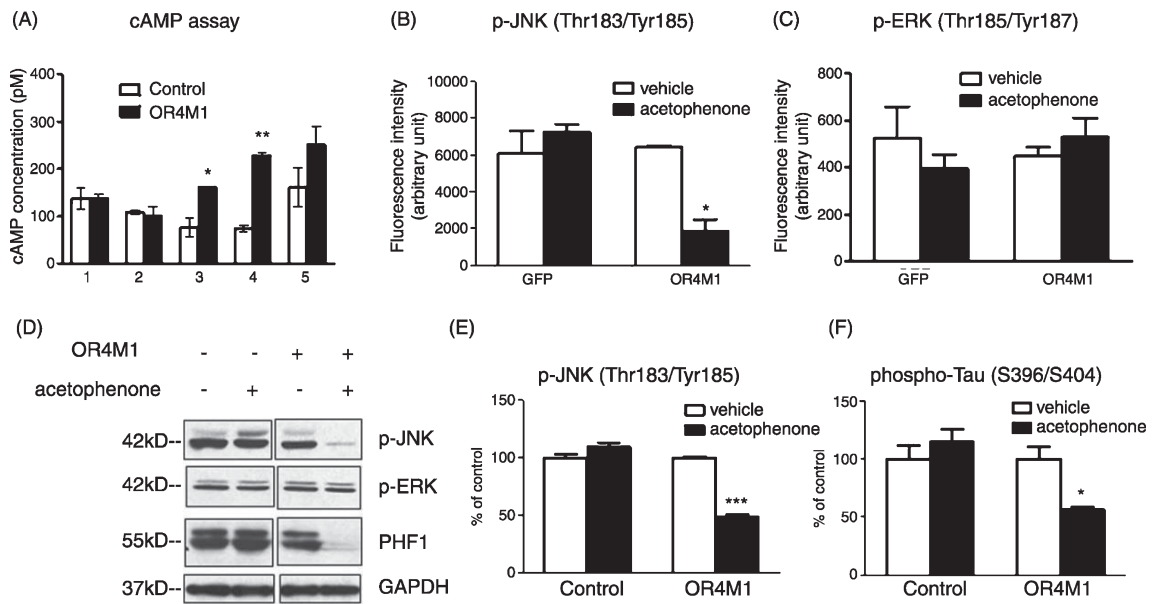 (A) cAMP assay
cAMP concentration (pM)
400
300
200
100
0
Control
OR4M1
*
**
1 2 3 4 5
(B) p-JNK (Thr183/Tyr185)
Fluorescence intensity
(arbitrary unit)
10000
8000
6000
4000
2000
0
vehicle
acetophenone
*
GFP OR4M1
(C) p-ERK (Thr185/Tyr187)
Fluorescence intensity
(arbitrary unit)
800
600
400
200
0
vehicle
acetophenone
GFP OR4M1
(D)
OR4M1 - - + +
acetophenone - + - +
42kD-- p-JNK
42kD-- p-ERK
55kD-- PHF1
37kD-- GAPDH
(E)
p-JNK (Thr183/Tyr185)
% of control
150
100
50
0
vehicle
acetophenone
***
Control OR4M1
(F)
phospho-Tau (S396/S404)
% of control
150
100
50
0
vehicle
acetophenone
*
Control OR4M1